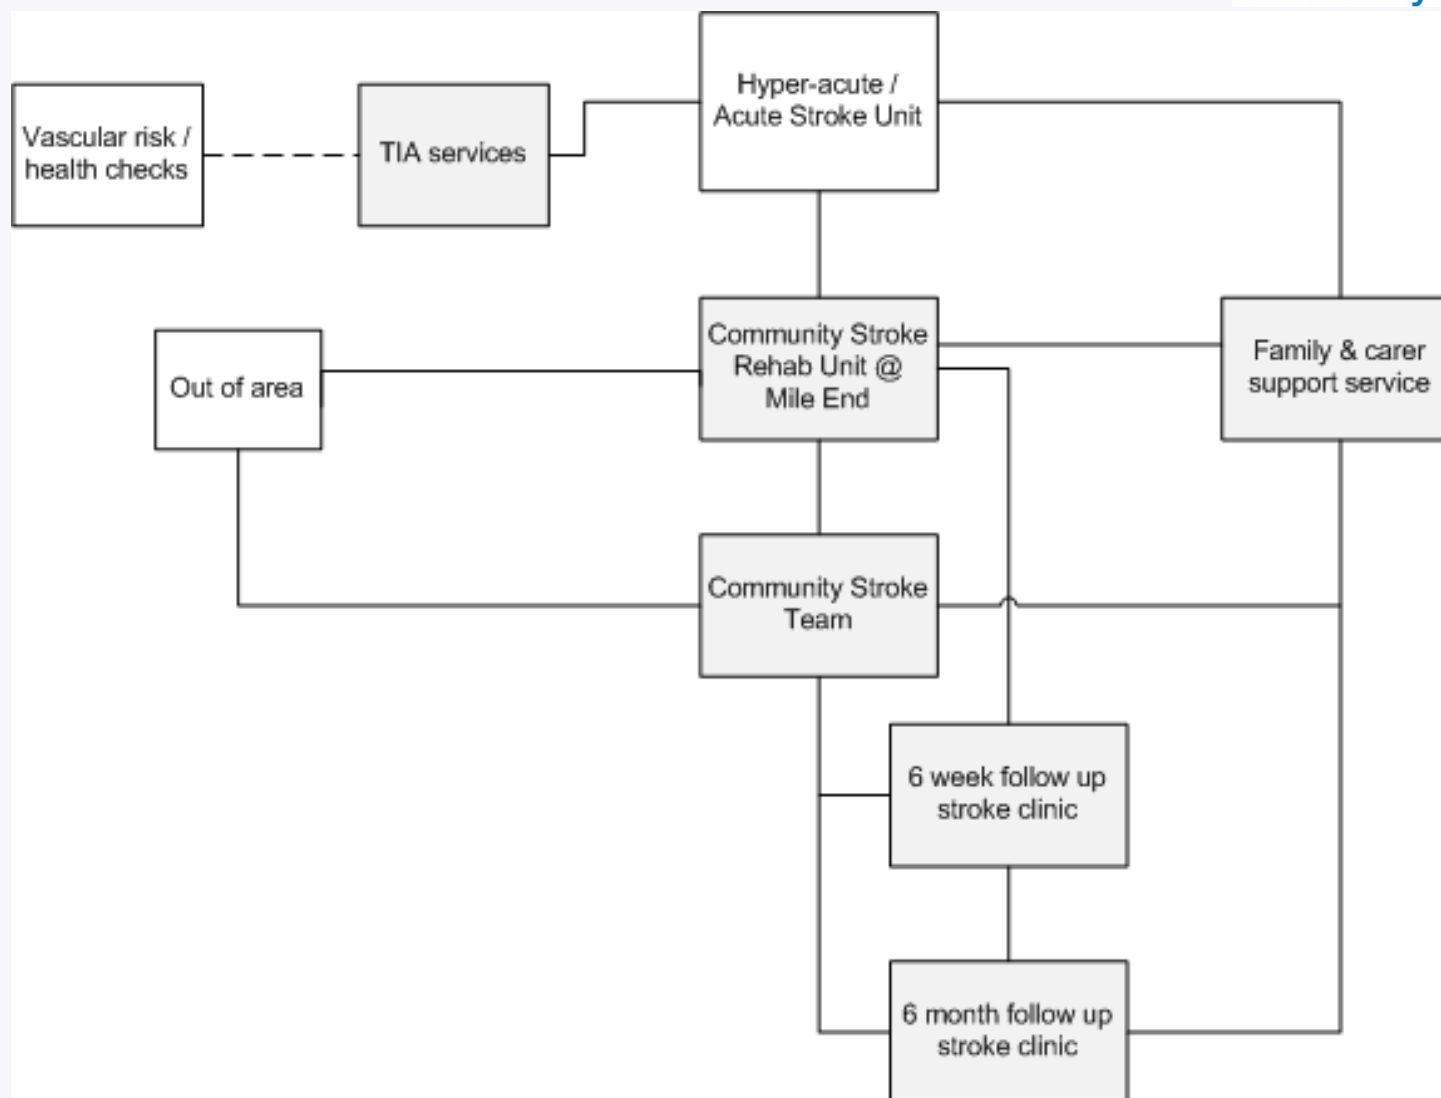 Hyper-acute /
Acute Stroke Unit
Vascular risk /
health checks
TIA services
Community Stroke
Rehab Unit @
Mile End
Family & carer
support service
Out of area
Community Stroke
Team
6 week follow up
stroke clinic
6 month follow up
stroke clinic